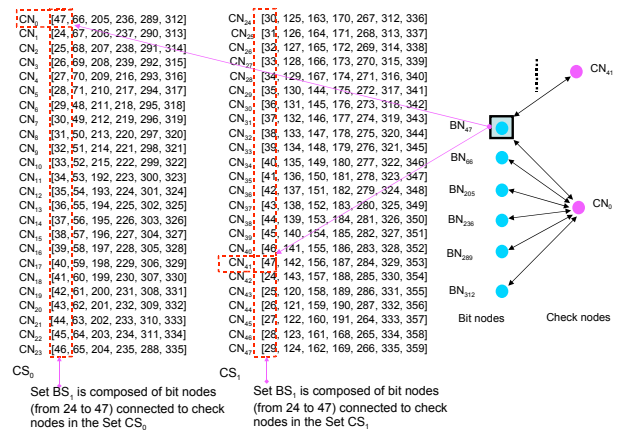 CN₀ [47, 66, 205, 236, 289, 312]
CN₁ [24, 67, 206, 237, 290, 313]
CN₂ [25, 68, 207, 238, 291, 314]
CN₃ [26, 69, 208, 239, 292, 315]
CN₄ [27, 70, 209, 216, 293, 316]
CN₅ [28, 71, 210, 217, 294, 317]
CN₆ [29, 48, 211, 218, 295, 318]
CN₇ [30, 49, 212, 219, 296, 319]
CN₈ [31, 50, 213, 220, 297, 320]
CN₉ [32, 51, 214, 221, 298, 321]
CN₁₀ [33, 52, 215, 222, 299, 322]
CN₁₁ [34, 53, 192, 223, 300, 323]
CN₁₂ [35, 54, 193, 224, 301, 324]
CN₁₃ [36, 55, 194, 225, 302, 325]
CN₁₄ [37, 56, 195, 226, 303, 326]
CN₁₅ [38, 57, 196, 227, 304, 327]
CN₁₆ [39, 58, 197, 228, 305, 328]
CN₁₇ [40, 59, 198, 229, 306, 329]
CN₁₈ [41, 60, 199, 230, 307, 330]
CN₁₉ [42, 61, 200, 231, 308, 331]
CN₂₀ [43, 62, 201, 232, 309, 332]
CN₂₁ [44, 63, 202, 233, 310, 333]
CN₂₂ [45, 64, 203, 234, 311, 334]
CN₂₃ [46, 65, 204, 235, 288, 335]
CS₀
Set BS₁ is composed of bit nodes
(from 24 to 47) connected to check
nodes in the Set CS₀
CN₂₄ [30, 125, 163, 170, 267, 312, 336]
CN₂₅ [31, 126, 164, 171, 268, 313, 337]
CN₂₆ [32, 127, 165, 172, 269, 314, 338]
CN₂₇ [33, 128, 166, 173, 270, 315, 339]
CN₂₈ [34, 129, 167, 174, 271, 316, 340]
CN₂₉ [35, 130, 144, 175, 272, 317, 341]
CN₃₀ [36, 131, 145, 176, 273, 318, 342]
CN₃₁ [37, 132, 146, 177, 274, 319, 343]
CN₃₂ [38, 133, 147, 178, 275, 320, 344]
CN₃₃ [39, 134, 148, 179, 276, 321, 345]
CN₃₄ [40, 135, 149, 180, 277, 322, 346]
CN₃₅ [41, 136, 150, 181, 278, 323, 347]
CN₃₆ [42, 137, 151, 182, 279, 324, 348]
CN₃₇ [43, 138, 152, 183, 280, 325, 349]
CN₃₈ [44, 139, 153, 184, 281, 326, 350]
CN₃₉ [45, 140, 154, 185, 282, 327, 351]
CN₄₀ [46, 141, 155, 186, 283, 328, 352]
CN₄₁ [47, 142, 156, 187, 284, 329, 353]
CN₄₂ [24, 143, 157, 188, 285, 330, 354]
CN₄₃ [25, 120, 158, 189, 286, 331, 355]
CN₄₄ [26, 121, 159, 190, 287, 332, 356]
CN₄₅ [27, 122, 160, 191, 264, 333, 357]
CN₄₆ [28, 123, 161, 168, 265, 334, 358]
CN₄₇ [29, 124, 162, 169, 266, 335, 359]
CS₁
Set BS₁ is composed of bit nodes
(from 24 to 47) connected to check
nodes in the Set CS₁
CN₄₁
BN₄₇
BN₆₆
BN₂₀₅
CN₀
BN₂₃₆
BN₂₈₉
BN₃₁₂
Bit nodes
Check nodes